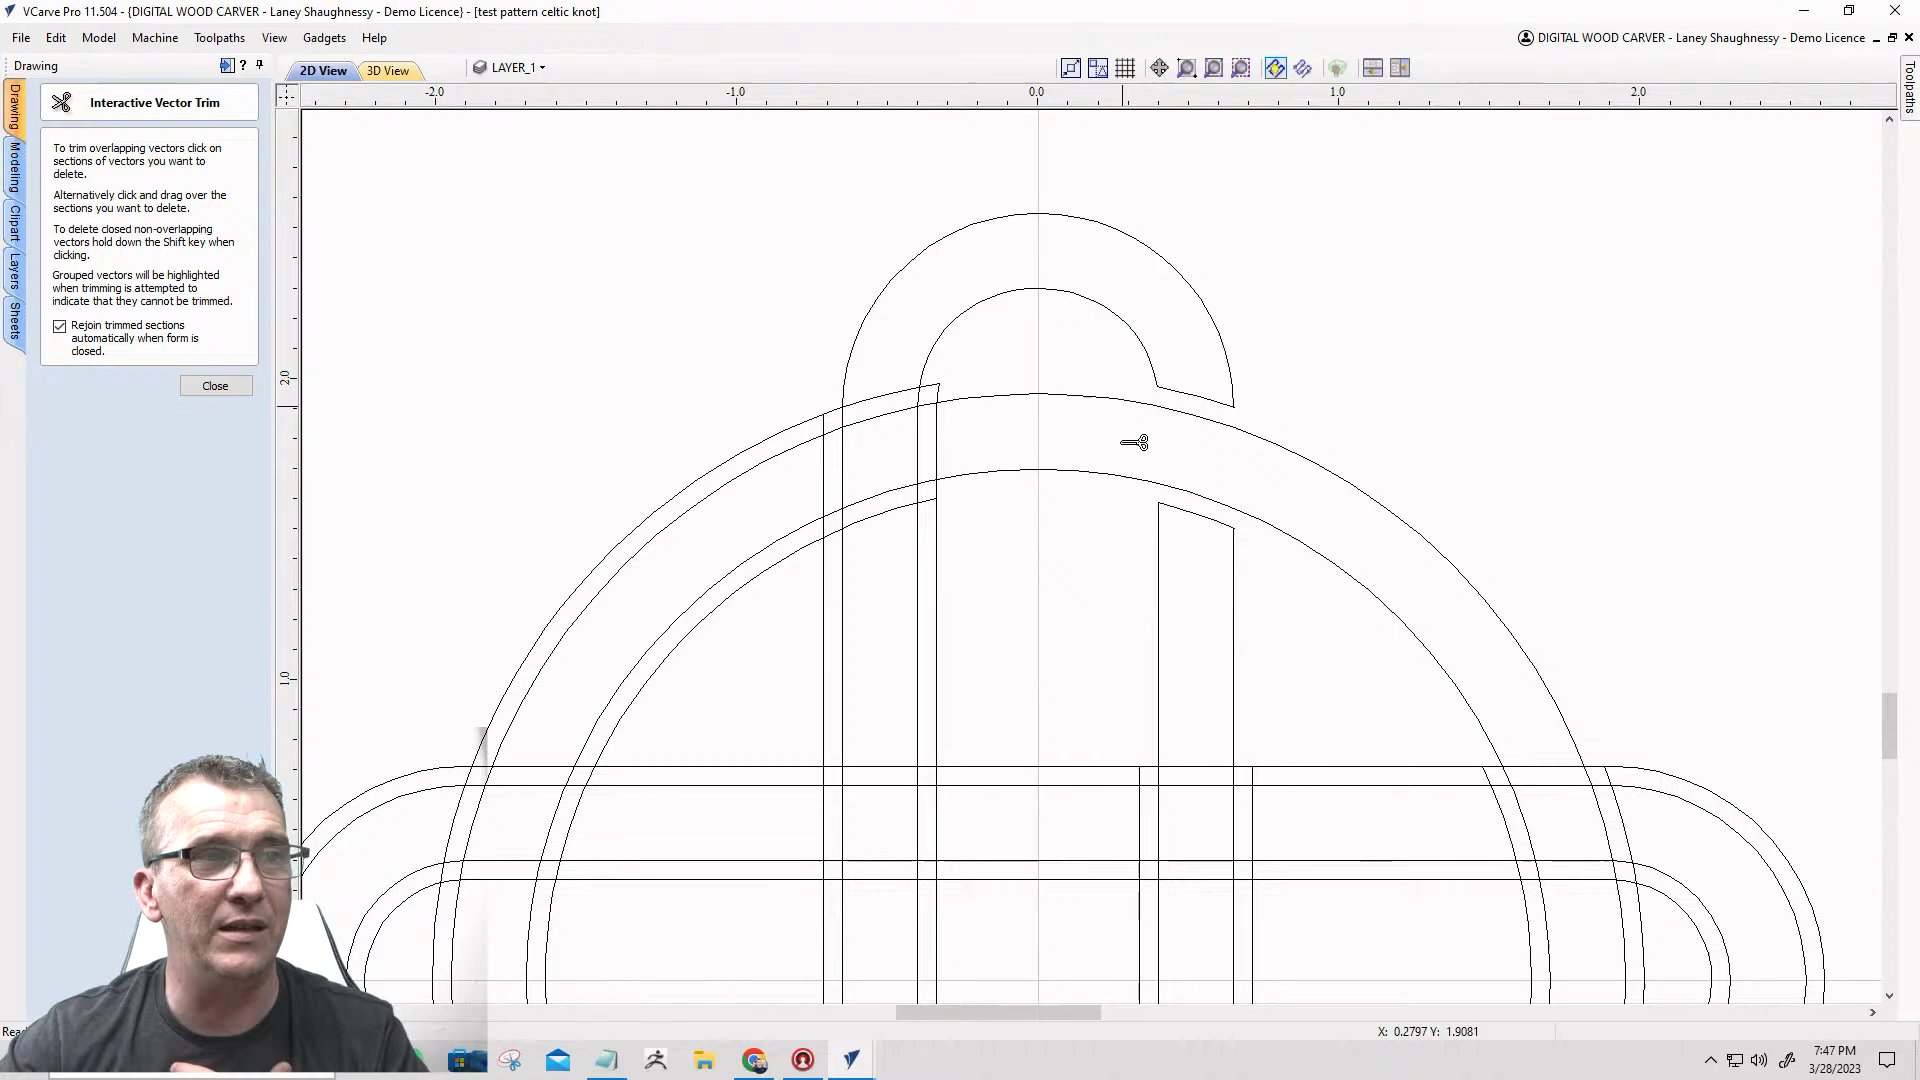 VCarve Pro 11.504 - {DIGITAL WOOD CARVER - Laney Shaughnessy - Demo Licence} - [test pattern celtic knot]
File Edit Model Machine Toolpaths View Gadgets Help
DIGITAL WOOD CARVER - Laney Shaughnessy - Demo Licence
Drawing
2D View
3D View
LAYER_1
Toolpaths
Drawing
Modeling
Clipart
Layers
Sheets
Interactive Vector Trim
To trim overlapping vectors click on
sections of vectors you want to
delete.
Alternatively click and drag over the
sections you want to delete.
To delete closed non-overlapping
vectors hold down the Shift key when
clicking.
Grouped vectors will be highlighted
when trimming is attempted to
indicate that they cannot be trimmed.
Rejoin trimmed sections
automatically when form is
closed.
Close
-2.0 -1.0 0.0 1.0 2.0
2.0
1.0
X: 0.2797 Y: 1.9081
7:47 PM
3/28/2023